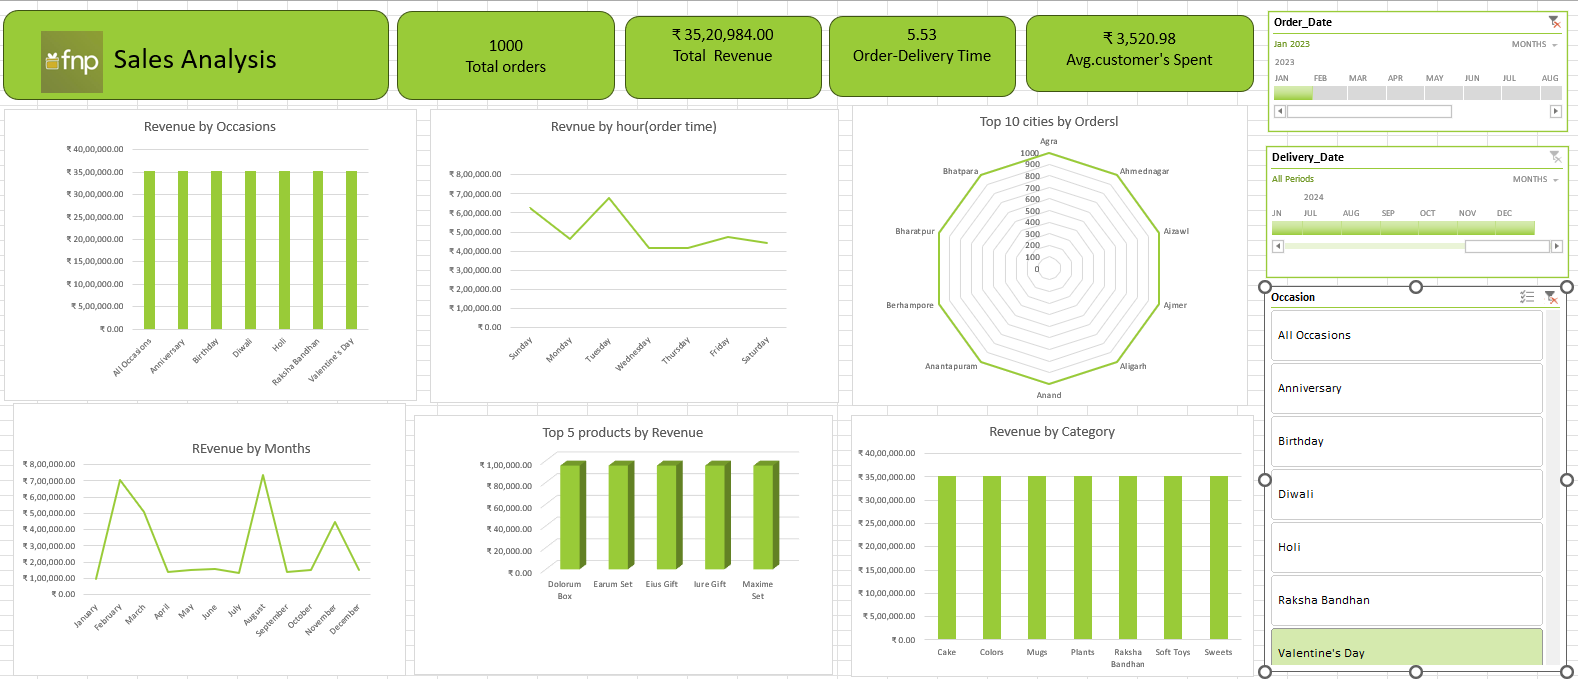 fnp
Sales Analysis
1000
Total orders
₹ 35,20,984.00
Total Revenue
5.53
Order-Delivery Time
₹ 3,520.98
Avg.customer's Spent
Order_Date
Jan 2023
MONTHS
2023
JAN FEB MAR APR MAY JUN JUL AUG
Delivery_Date
All Periods
MONTHS
2024
JN JUL AUG SEP OCT NOV DEC
Occasion
All Occasions
Anniversary
Birthday
Diwali
Holi
Raksha Bandhan
Valentine's Day
Revenue by Occasions
₹ 40,00,000.00
₹ 35,00,000.00
₹ 30,00,000.00
₹ 25,00,000.00
₹ 20,00,000.00
₹ 15,00,000.00
₹ 10,00,000.00
₹ 5,00,000.00
₹ 0.00
All Occasions
Anniversary
Birthday
Diwali
Holi
Raksha Bandhan
Valentine's Day
Revnue by hour(order time)
₹ 8,00,000.00
₹ 7,00,000.00
₹ 6,00,000.00
₹ 5,00,000.00
₹ 4,00,000.00
₹ 3,00,000.00
₹ 2,00,000.00
₹ 1,00,000.00
₹ 0.00
Sunday
Monday
Tuesday
Wednesday
Thursday
Friday
Saturday
Top 10 cities by Ordersl
Agra
Ahmednagar
Aizawl
Ajmer
Aligarh
Anand
Anantapuram
Berhampore
Bharatpur
Bhatpara
1000
900
800
700
600
500
400
300
200
100
0
REvenue by Months
₹ 8,00,000.00
₹ 7,00,000.00
₹ 6,00,000.00
₹ 5,00,000.00
₹ 4,00,000.00
₹ 3,00,000.00
₹ 2,00,000.00
₹ 1,00,000.00
₹ 0.00
January
February
March
April
May
June
July
August
September
October
November
December
Top 5 products by Revenue
₹ 1,00,000.00
₹ 80,000.00
₹ 60,000.00
₹ 40,000.00
₹ 20,000.00
₹ 0.00
Dolorum
Box
Earum Set
Eius Gift
Iure Gift
Maxime
Set
Revenue by Category
₹ 40,00,000.00
₹ 35,00,000.00
₹ 30,00,000.00
₹ 25,00,000.00
₹ 20,00,000.00
₹ 15,00,000.00
₹ 10,00,000.00
₹ 5,00,000.00
₹ 0.00
Cake
Colors
Mugs
Plants
Raksha
Bandhan
Soft Toys
Sweets